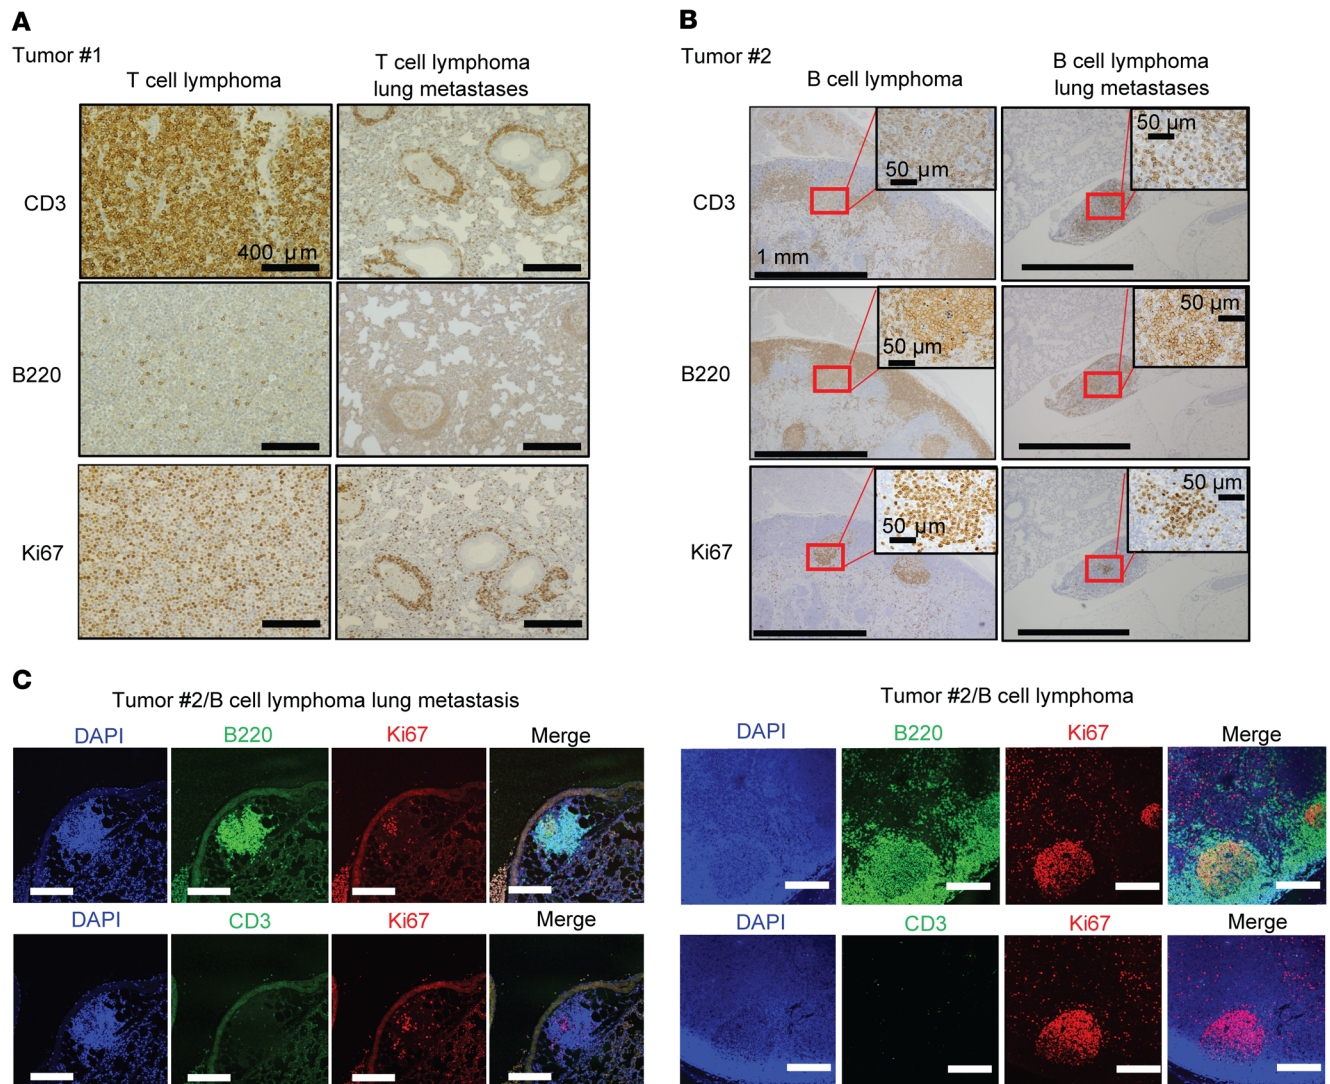 A
Tumor #1
T cell lymphoma
T cell lymphoma
lung metastases
CD3
400 µm
B220
Ki67
B
Tumor #2
B cell lymphoma
B cell lymphoma
lung metastases
CD3
50 µm
50 µm
1 mm
B220
50 µm
50 µm
Ki67
50 µm
50 µm
C
Tumor #2/B cell lymphoma lung metastasis
DAPI
B220
Ki67
Merge
DAPI
CD3
Ki67
Merge
Tumor #2/B cell lymphoma
DAPI
B220
Ki67
Merge
DAPI
CD3
Ki67
Merge